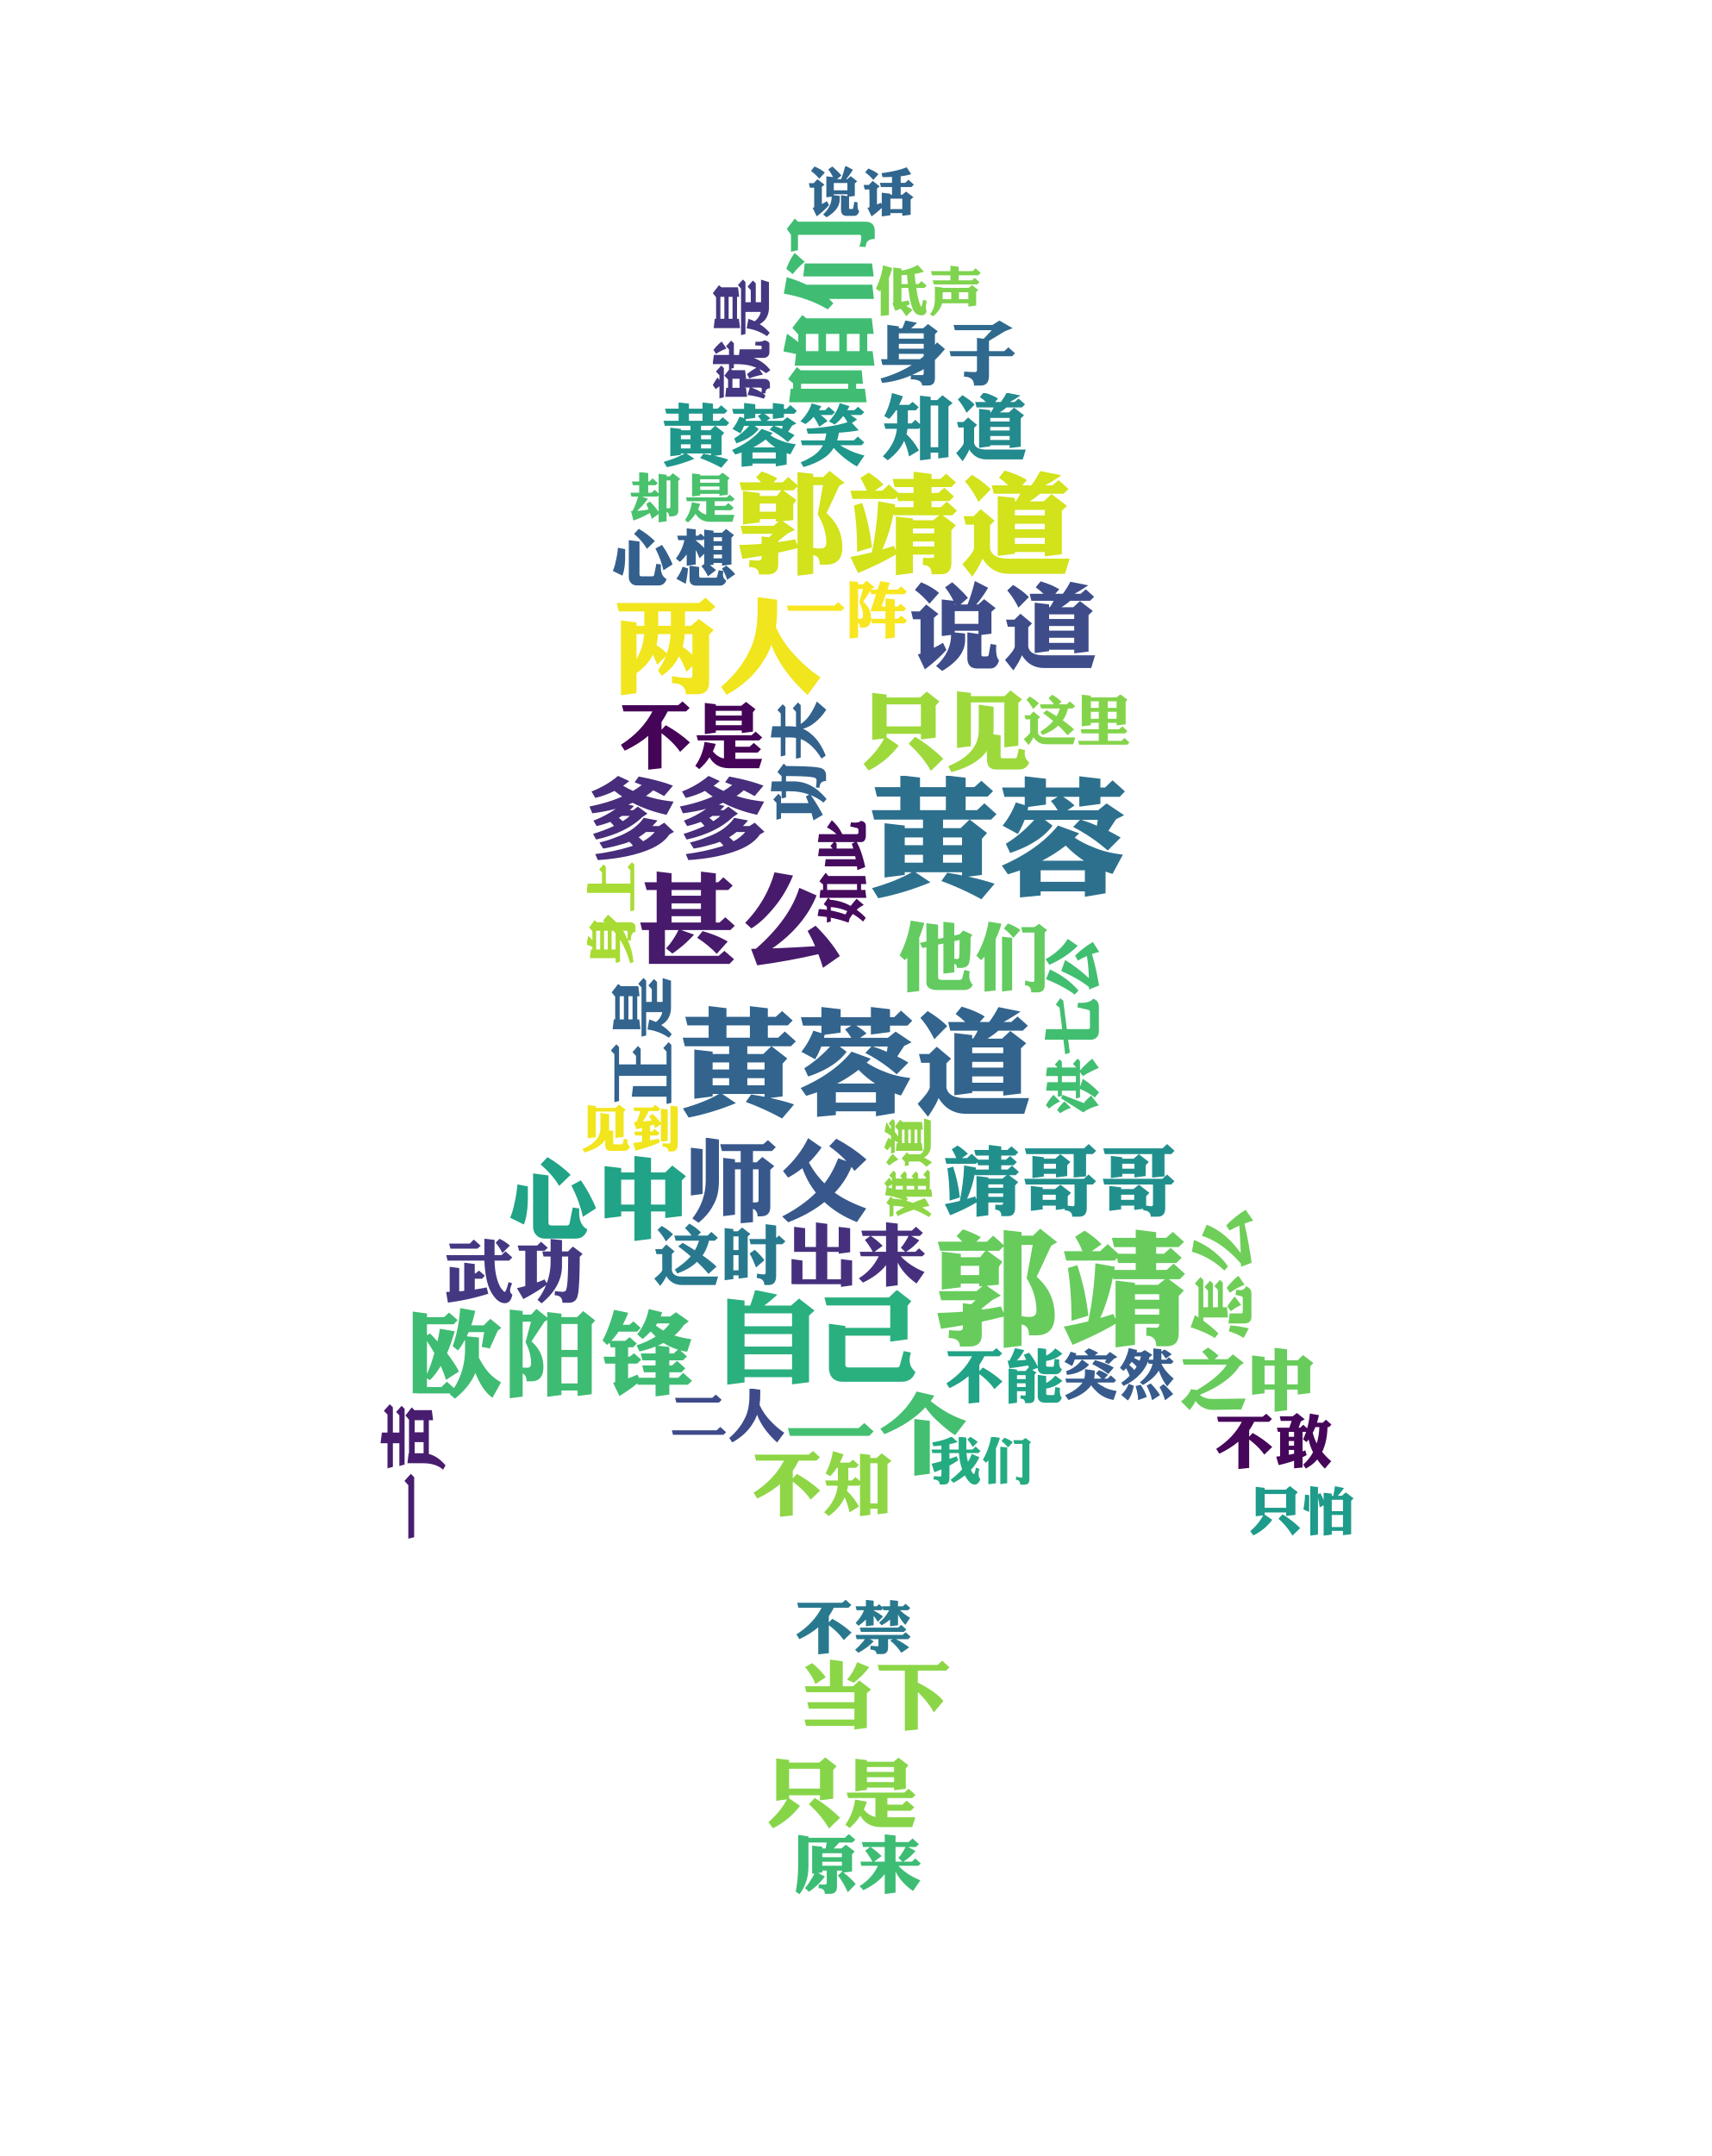 说话
咱们
低声
就是
身子
黄蓉笑
知道
却是
郭靖道
心想
两人
一阵
说道
不是
功夫
只见
这里
爹爹
黄蓉
如此
身上
甚么
他们
洪七公
正是
黄蓉道
见到
师父
难道
靖哥哥
心中
武功
这时
出来
郭靖
怎么
欧阳锋
自己
不能
突然
之中
一直
二人
一个
我们
不敢
不知
只怕
不禁
当下
只是
原来